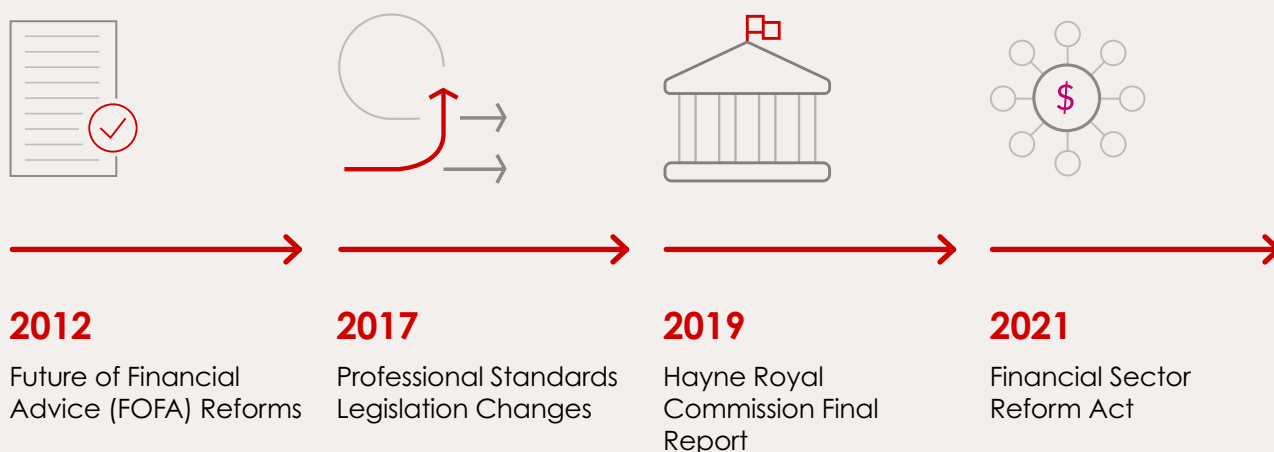 $
2012
Future of Financial
Advice (FOFA) Reforms
2017
Professional Standards
Legislation Changes
2019
Hayne Royal
Commission Final
Report
2021
Financial Sector
Reform Act